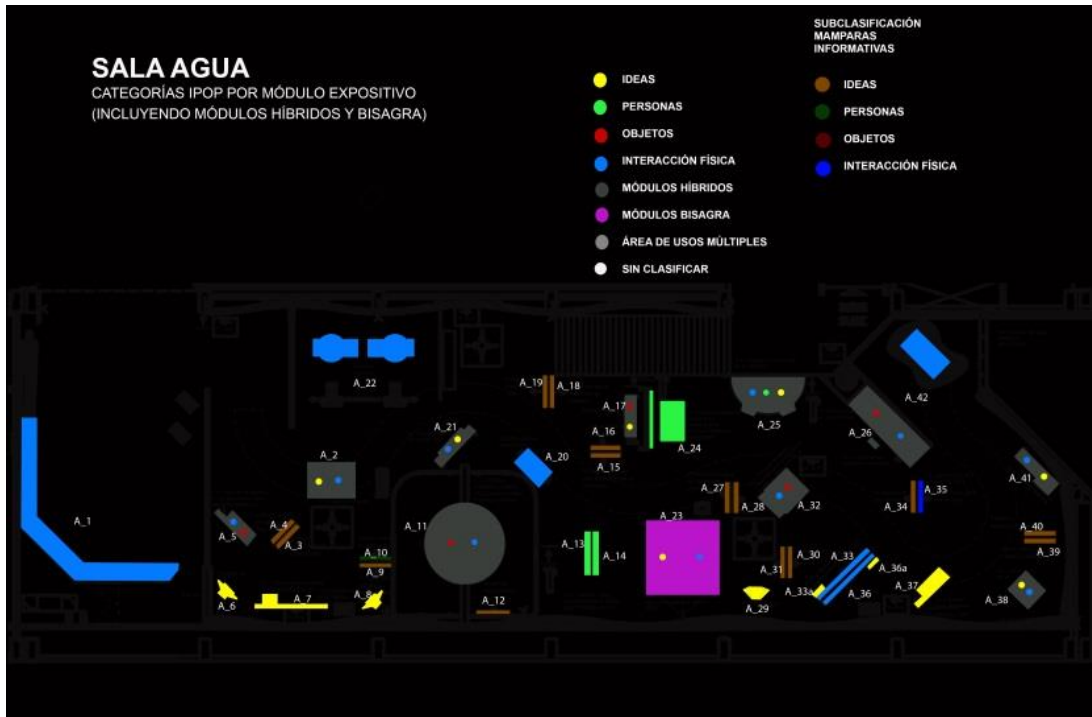 SUBCLASIFICACIÓN
MAMPARAS
INFORMATIVAS
SALA AGUA
CATEGORÍAS IPOP POR MÓDULO EXPOSITIVO
(INCLUYENDO MÓDULOS HÍBRIDOS Y BISAGRA)
IDEAS
PERSONAS
OBJETOS
INTERACCIÓN FÍSICA
MÓDULOS HÍBRIDOS
MÓDULOS BISAGRA
ÁREA DE USOS MÚLTIPLES
SIN CLASIFICAR
IDEAS
PERSONAS
OBJETOS
INTERACCIÓN FÍSICA
A_22
A_19
A_18
A_17
A_16
A_15
A_24
A_25
A_42
A_26
A_21
A_20
A_2
A_41
A_1
A_5
A_4
A_3
A_11
A_10
A_9
A_13
A_14
A_23
A_27
A_28
A_32
A_34
A_35
A_40
A_39
A_6
A_7
A_8
A_12
A_29
A_31
A_30
A_33
A_33a
A_36
A_36a
A_37
A_38